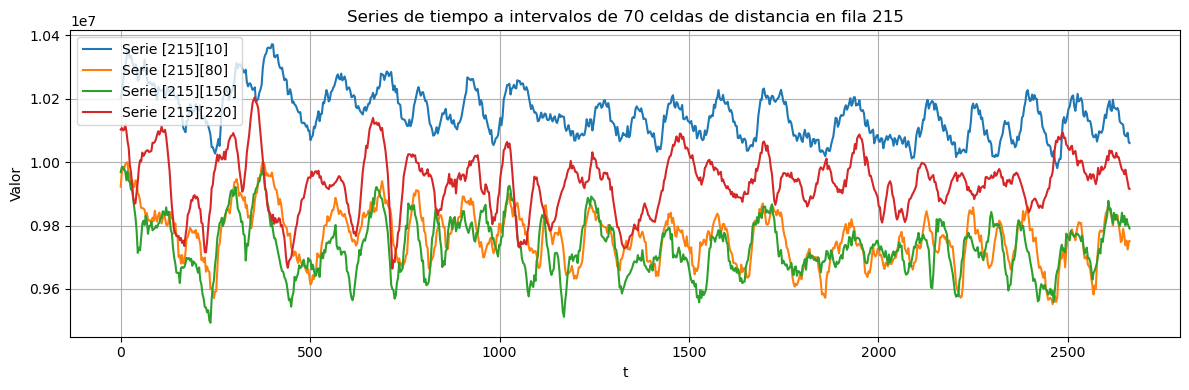 Series de tiempo a intervalos de 70 celdas de distancia en fila 215
1e7
1.04
1.02
1.00
0.98
0.96
Valor
Serie [215][10]
Serie [215][80]
Serie [215][150]
Serie [215][220]
0
500
1000
1500
2000
2500
t